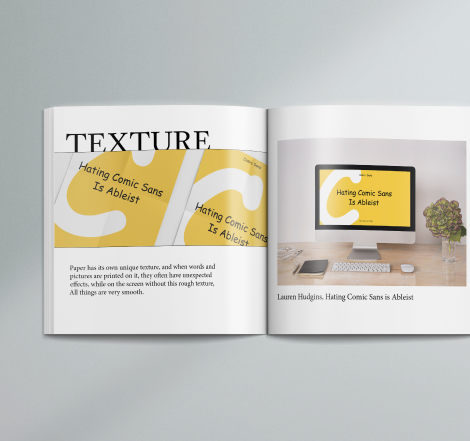 TEXTURE
Hating Comic Sans
Is Ableist
Hating Comic Sans
Is Ableist
Paper has its own unique texture, and when words and
pictures are printed on it, they often have unexpected
effects. while on the screen without this rough texture,
All things are very smooth.
Hating Comic Sans
Is Ableist
Lauren Hudgins, Hating Comic Sans is Ableist